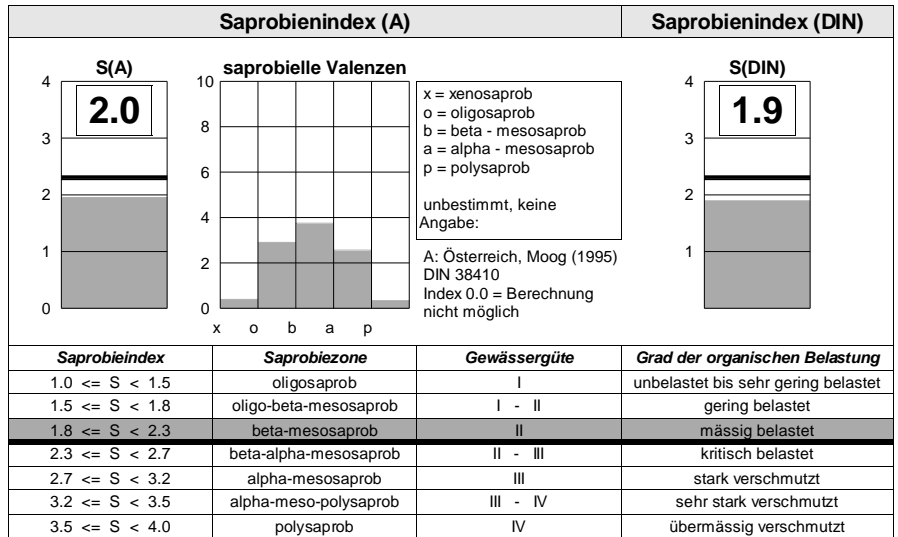 Saprobienindex (A)
Saprobienindex (DIN)
S(A)
2.0
4
3
2
1
0
saprobielle Valenzen
10
8
6
4
2
0
x o b a p
x = xenosaprob
o = oligosaprob
b = beta - mesosaprob
a = alpha - mesosaprob
p = polysaprob
unbestimmt, keine
Angabe:
A: Österreich, Moog (1995)
DIN 38410
Index 0.0 = Berechnung
nicht möglich
S(DIN)
1.9
4
3
2
1
Saprobieindex Saprobiezone Gewässergüte Grad der organischen Belastung
1.0 <= S < 1.5 oligosaprob I unbelastet bis sehr gering belastet
1.5 <= S < 1.8 oligo-beta-mesosaprob I - II gering belastet
1.8 <= S < 2.3 beta-mesosaprob II mässig belastet
2.3 <= S < 2.7 beta-alpha-mesosaprob II - III kritisch belastet
2.7 <= S < 3.2 alpha-mesosaprob III stark verschmutzt
3.2 <= S < 3.5 alpha-meso-polysaprob III - IV sehr stark verschmutzt
3.5 <= S < 4.0 polysaprob IV übermässig verschmutzt